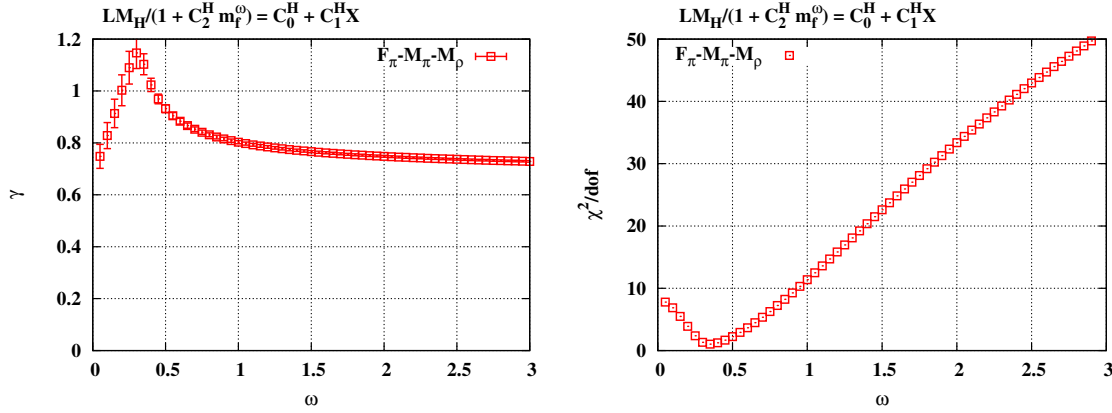 LM_H/(1 + C_2^H m_f^ω) = C_0^H + C_1^H X
F_π-M_π-M_ρ
γ
1.2
1
0.8
0.6
0.4
0.2
0
0 0.5 1 1.5 2 2.5 3
ω
LM_H/(1 + C_2^H m_f^ω) = C_0^H + C_1^H X
F_π-M_π-M_ρ
χ^2/dof
50
40
30
20
10
0
0 0.5 1 1.5 2 2.5 3
ω